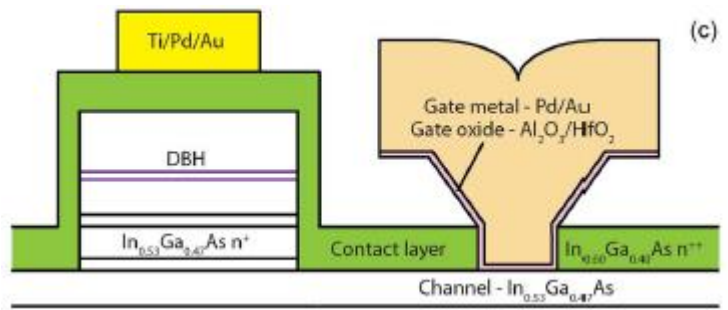 (c)
Ti/Pd/Au
Gate metal - Pd/Au
Gate oxide - Al₂O₃/HfO₂
DBH
In₀.₅₃Ga₀.₄₇As n⁺
Contact layer
In₀.₆₀Ga₀.₄₀As n⁺⁺
Channel - In₀.₅₃Ga₀.₄₇As